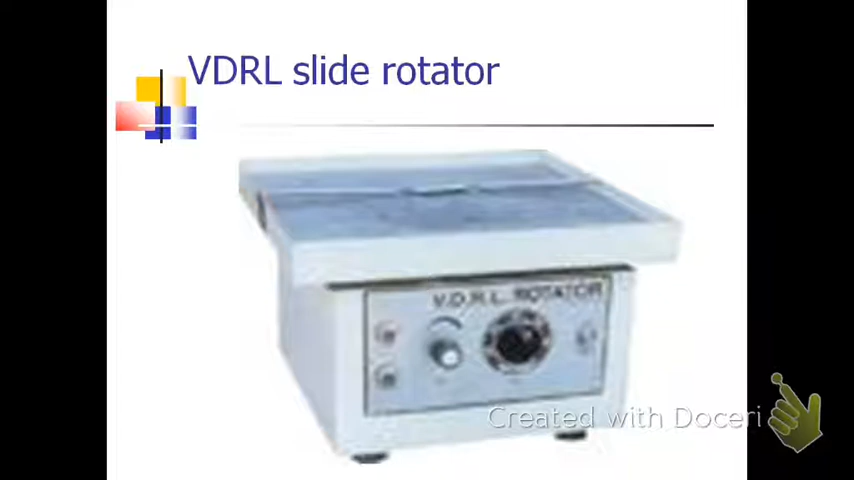 VDRL slide rotator
V.D.R.L. ROTATOR
Created with Doceri